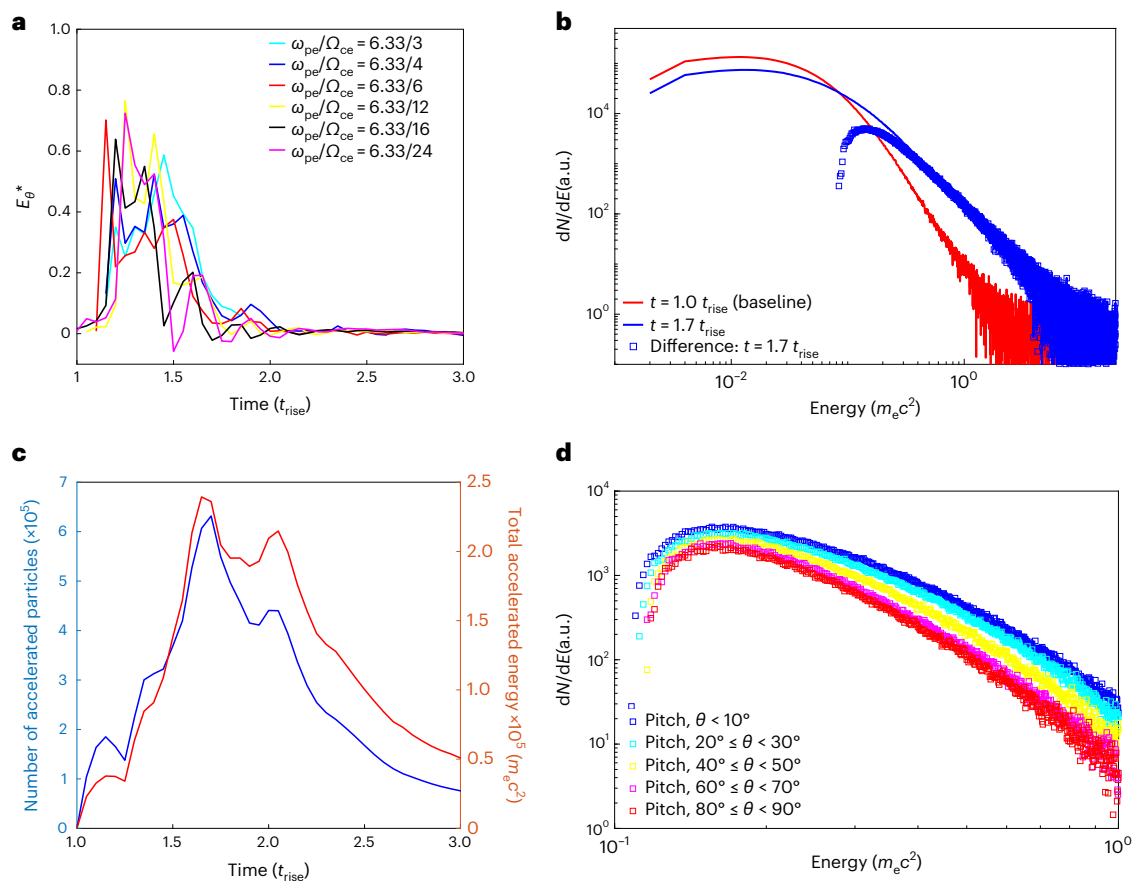 a
1.0
0.8
0.6
0.4
0.2
0
E_θ*
ω_pe/Ω_ce = 6.33/3
ω_pe/Ω_ce = 6.33/4
ω_pe/Ω_ce = 6.33/6
ω_pe/Ω_ce = 6.33/12
ω_pe/Ω_ce = 6.33/16
ω_pe/Ω_ce = 6.33/24
1 1.5 2.0 2.5 3.0
Time (t_rise)
b
10^4
10^2
10^0
dN/dE(a.u.)
t = 1.0 t_rise (baseline)
t = 1.7 t_rise
Difference: t = 1.7 t_rise
10^−2 10^0
Energy (m_ec^2)
c
7
6
5
4
3
2
1
0
Number of accelerated particles (×10^5)
2.5
2.0
1.5
1.0
0.5
0
Total accelerated energy ×10^5 (m_ec^2)
1.0 1.5 2.0 2.5 3.0
Time (t_rise)
d
10^4
10^3
10^2
10^1
10^0
dN/dE(a.u.)
Pitch, θ < 10°
Pitch, 20° ≤ θ < 30°
Pitch, 40° ≤ θ < 50°
Pitch, 60° ≤ θ < 70°
Pitch, 80° ≤ θ < 90°
10^−1 10^0
Energy (m_ec^2)